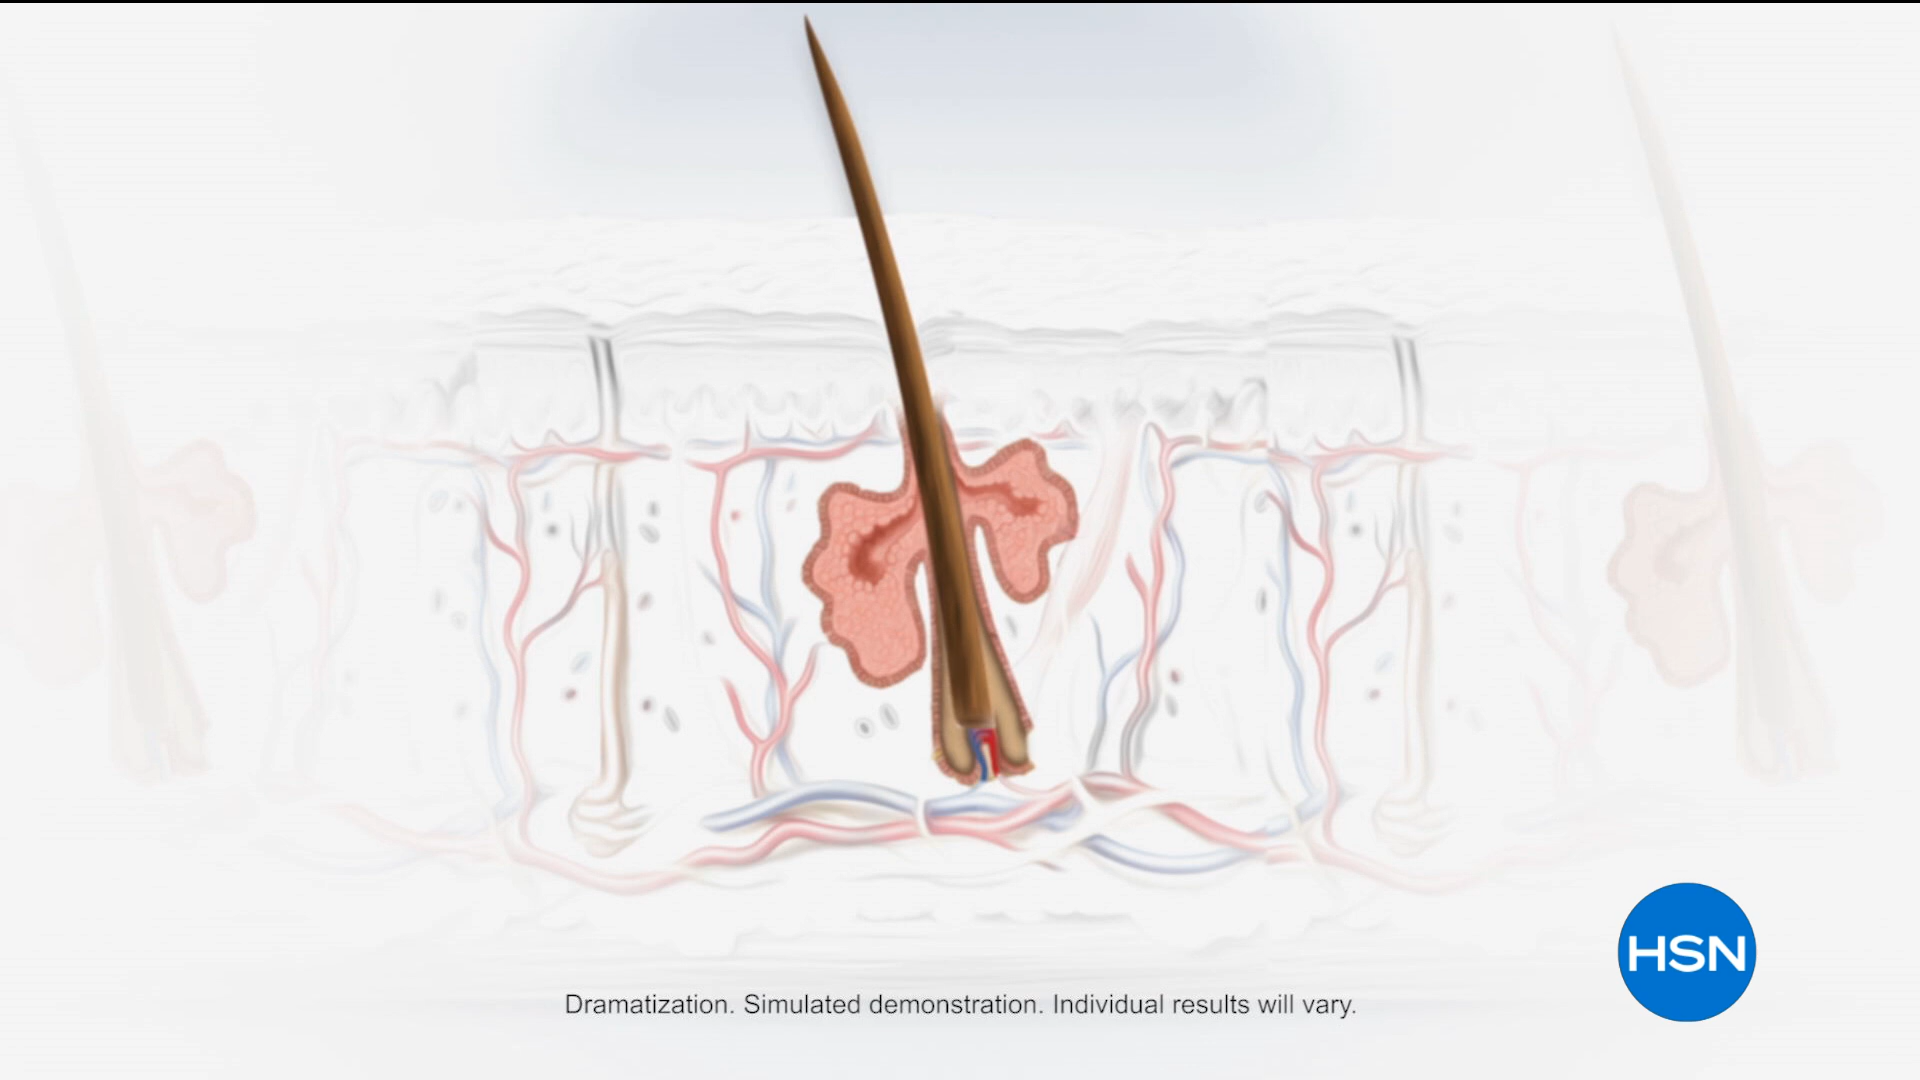 HSN
Dramatization. Simulated demonstration. Individual results will vary.